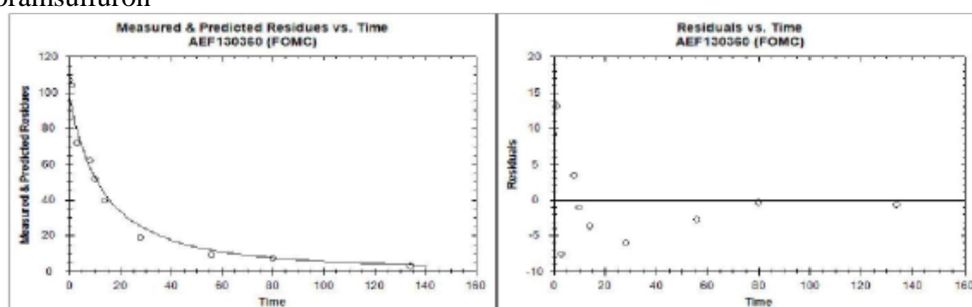 oramsulfuron
Measured & Predicted Residues vs. Time
AEF130360 (FOMC)
Measured & Predicted Residues
120
100
80
60
40
20
0
0 20 40 60 80 100 120 140 160
Time
Residuals vs. Time
AEF130360 (FOMC)
Residuals
20
15
10
5
0
-5
-10
0 20 40 60 80 100 120 140 160
Time